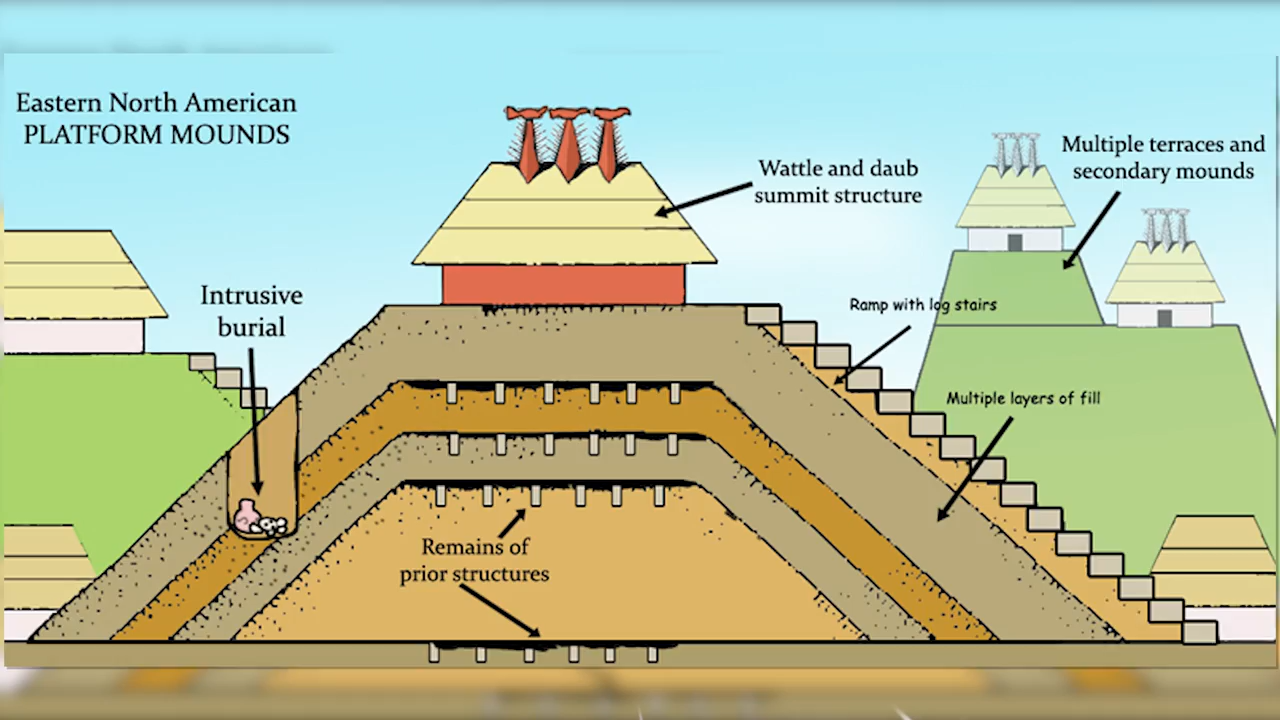 Eastern North American
PLATFORM MOUNDS
Wattle and daub
summit structure
Multiple terraces and
secondary mounds
Intrusive
burial
Ramp with log stairs
Multiple layers of fill
Remains of
prior structures